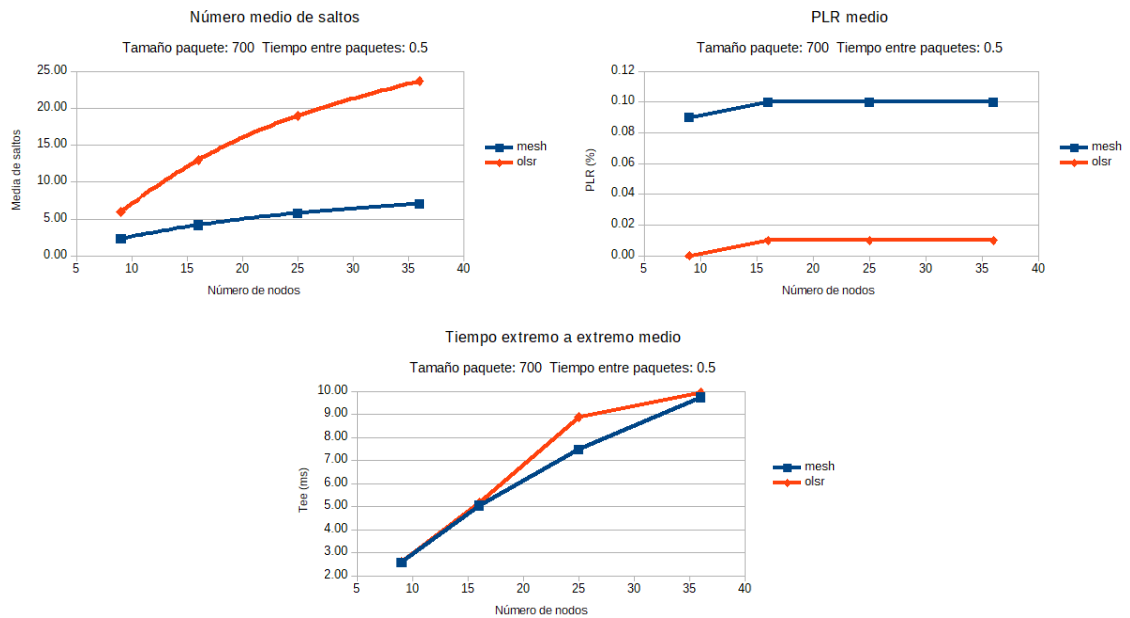 Número medio de saltos
Tamaño paquete: 700  Tiempo entre paquetes: 0.5
25.00
20.00
15.00
10.00
5.00
0.00
Media de saltos
5 10 15 20 25 30 35 40
Número de nodos
mesh
olsr
PLR medio
Tamaño paquete: 700  Tiempo entre paquetes: 0.5
0.12
0.10
0.08
0.06
0.04
0.02
0.00
PLR (%)
5 10 15 20 25 30 35 40
Número de nodos
mesh
olsr
Tiempo extremo a extremo medio
Tamaño paquete: 700  Tiempo entre paquetes: 0.5
10.00
9.00
8.00
7.00
6.00
5.00
4.00
3.00
2.00
Tee (ms)
5 10 15 20 25 30 35 40
Número de nodos
mesh
olsr